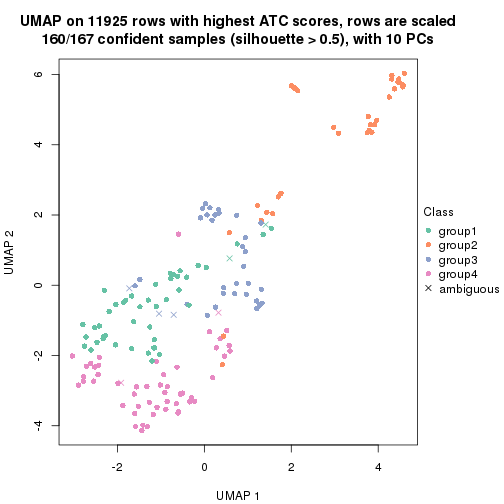 UMAP on 11925 rows with highest ATC scores, rows are scaled
160/167 confident samples (silhouette > 0.5), with 10 PCs
6
4
2
0
-2
-4
UMAP 2
-2
0
2
4
UMAP 1
Class
group1
group2
group3
group4
ambiguous